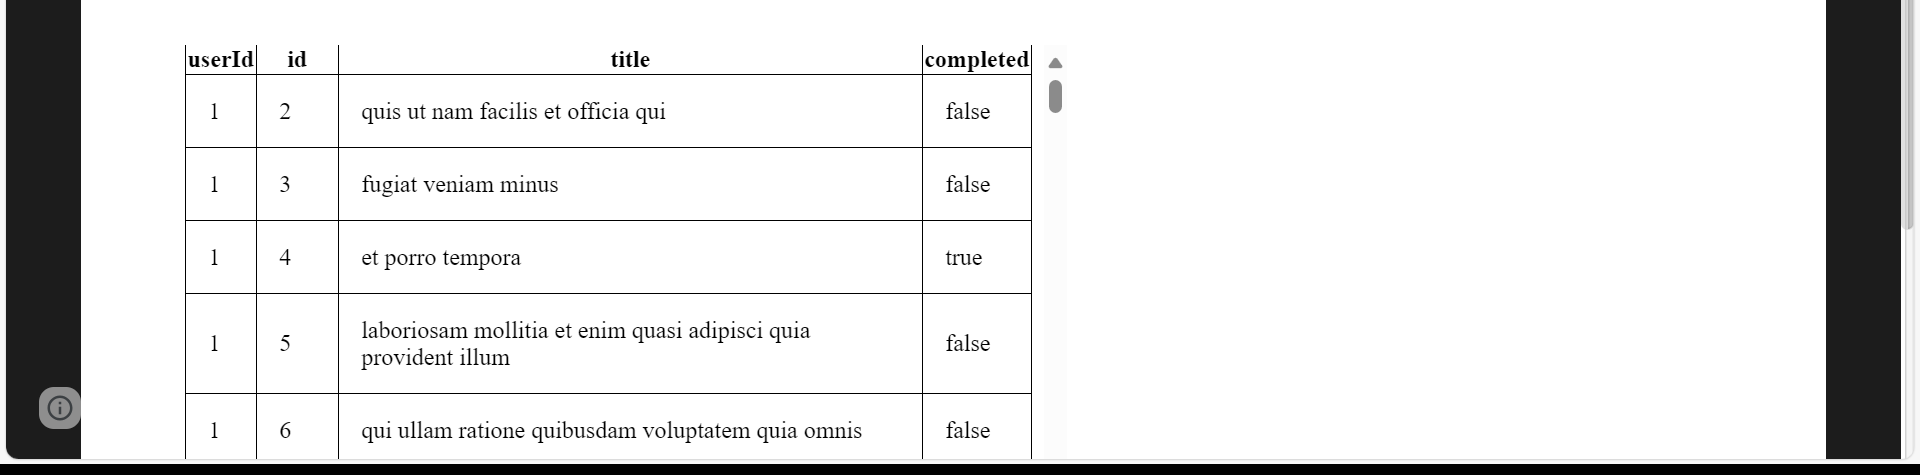 userId id title completed
1 2 quis ut nam facilis et officia qui false
1 3 fugiat veniam minus false
1 4 et porro tempora true
1 5 laboriosam mollitia et enim quasi adipisci quia
provident illum false
1 6 qui ullam ratione quibusdam voluptatem quia omnis false